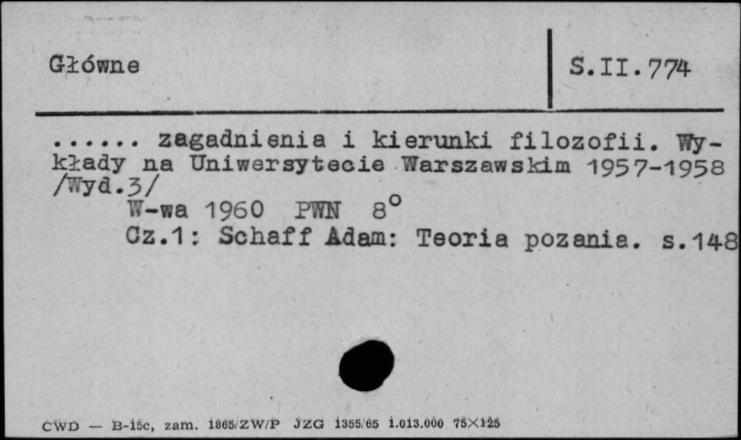 Główne
S.II.774
...... zagadnienia i kierunki filozofii. Wy-
kłady na Uniwersytecie Warszawskim 1957-1958
/Wyd.3/
W-wa 1960 PWN 8°
Cz.1: Schaff Adam: Teoria pozania. s.148
CWD — B-15c, zam. 1865/ZW/P JZG 1355/65 1.013.000 75×125